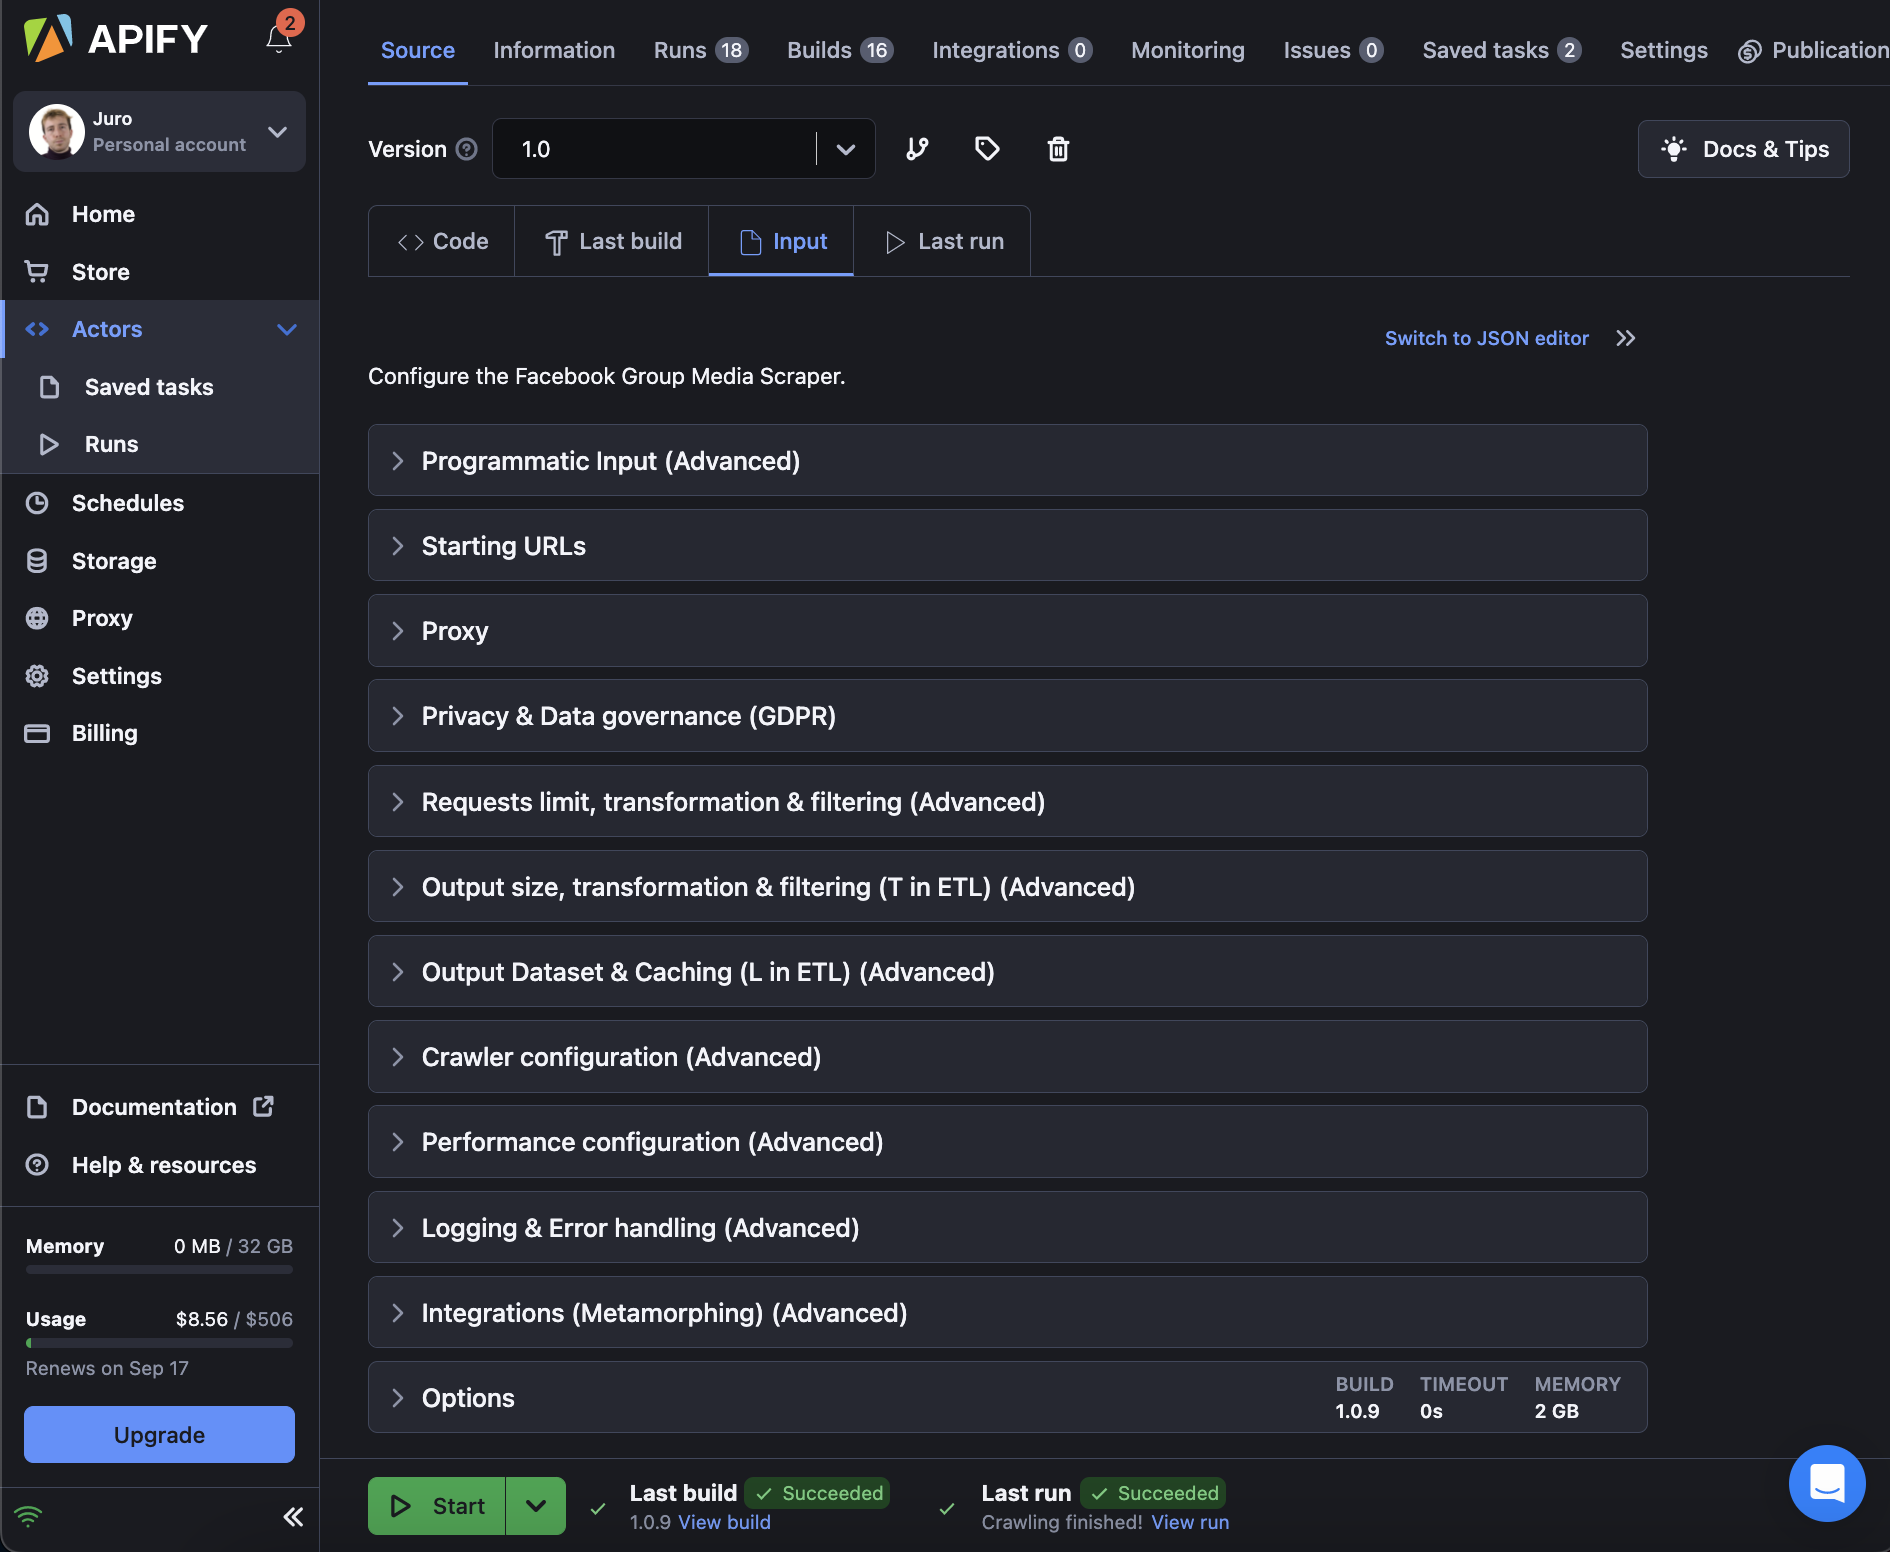 APIFY
2
Juro
Personal account
Home
Store
Actors
Saved tasks
Runs
Schedules
Storage
Proxy
Settings
Billing
Documentation
Help & resources
Memory 0 MB / 32 GB
Usage $8.56 / $506
Renews on Sep 17
Upgrade
Source Information Runs 18 Builds 16 Integrations 0 Monitoring Issues 0 Saved tasks 2 Settings Publication
Version 1.0 Docs & Tips
Code Last build Input Last run
Switch to JSON editor
Configure the Facebook Group Media Scraper.
Programmatic Input (Advanced)
Starting URLs
Proxy
Privacy & Data governance (GDPR)
Requests limit, transformation & filtering (Advanced)
Output size, transformation & filtering (T in ETL) (Advanced)
Output Dataset & Caching (L in ETL) (Advanced)
Crawler configuration (Advanced)
Performance configuration (Advanced)
Logging & Error handling (Advanced)
Integrations (Metamorphing) (Advanced)
Options
BUILD TIMEOUT MEMORY
1.0.9 0s 2 GB
Start
Last build Succeeded
1.0.9 View build
Last run Succeeded
Crawling finished! View run